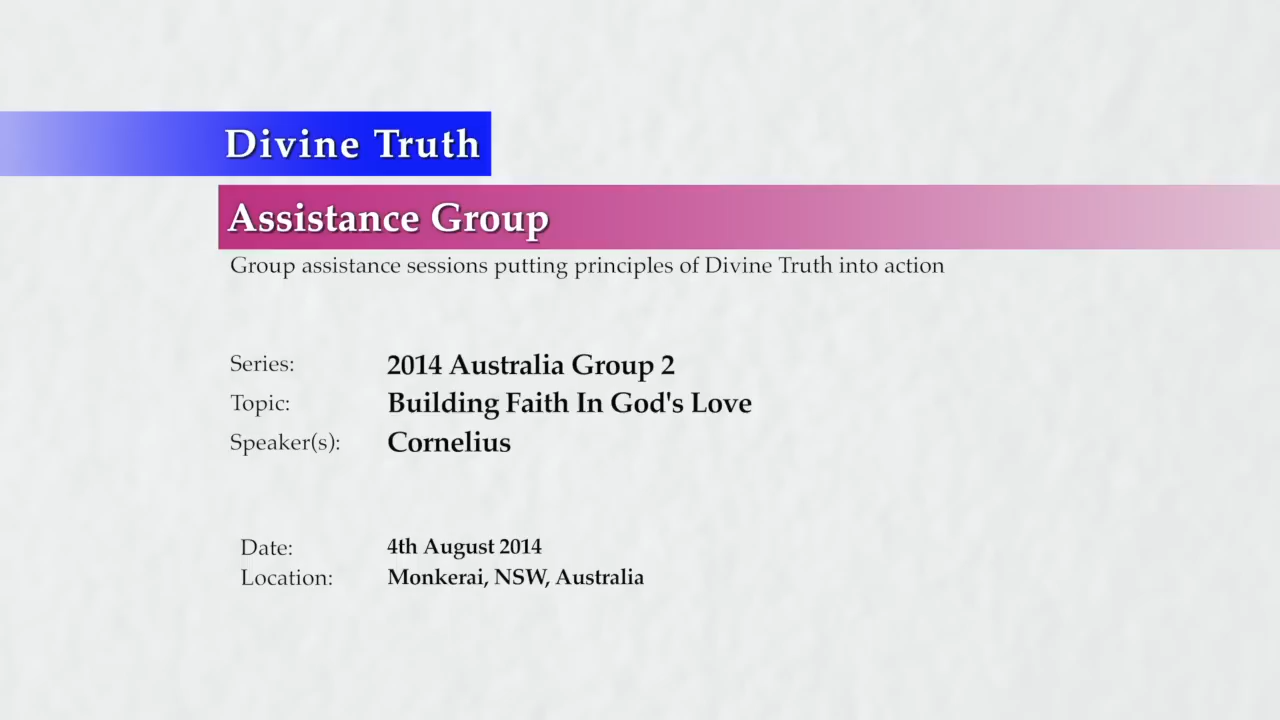 Divine Truth
Assistance Group
Group assistance sessions putting principles of Divine Truth into action
Series: 2014 Australia Group 2
Topic: Building Faith In God's Love
Speaker(s): Cornelius
Date: 4th August 2014
Location: Monkerai, NSW, Australia